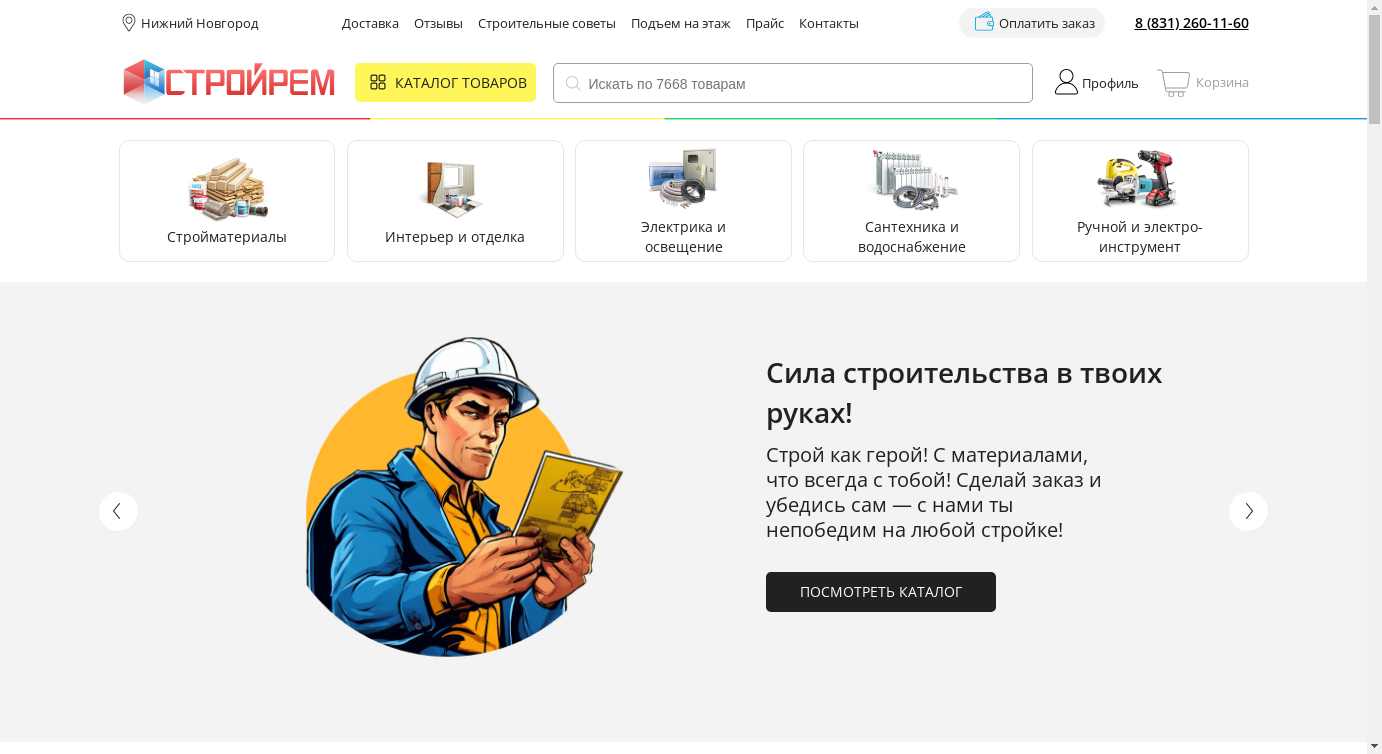 Нижний Новгород
Доставка Отзывы Строительные советы Подъем на этаж Прайс Контакты
Оплатить заказ
8 (831) 260-11-60
СТРОЙРЕМ
КАТАЛОГ ТОВАРОВ
Искать по 7668 товарам
Профиль
Корзина
Стройматериалы
Интерьер и отделка
Электрика и
освещение
Сантехника и
водоснабжение
Ручной и электро-
инструмент
Сила строительства в твоих
руках!
Строй как герой! С материалами,
что всегда с тобой! Сделай заказ и
убедись сам — с нами ты
непобедим на любой стройке!
ПОСМОТРЕТЬ КАТАЛОГ